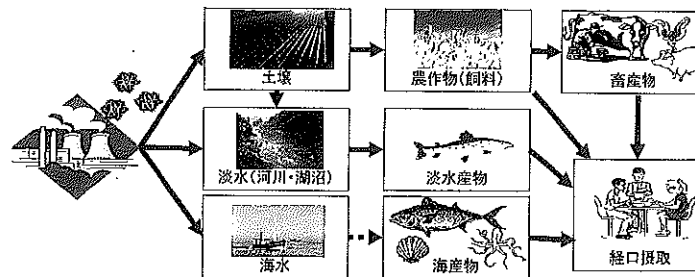 土壌
農作物(飼料)
畜産物
淡水(河川・湖沼)
淡水産物
海水
海産物
経口摂取